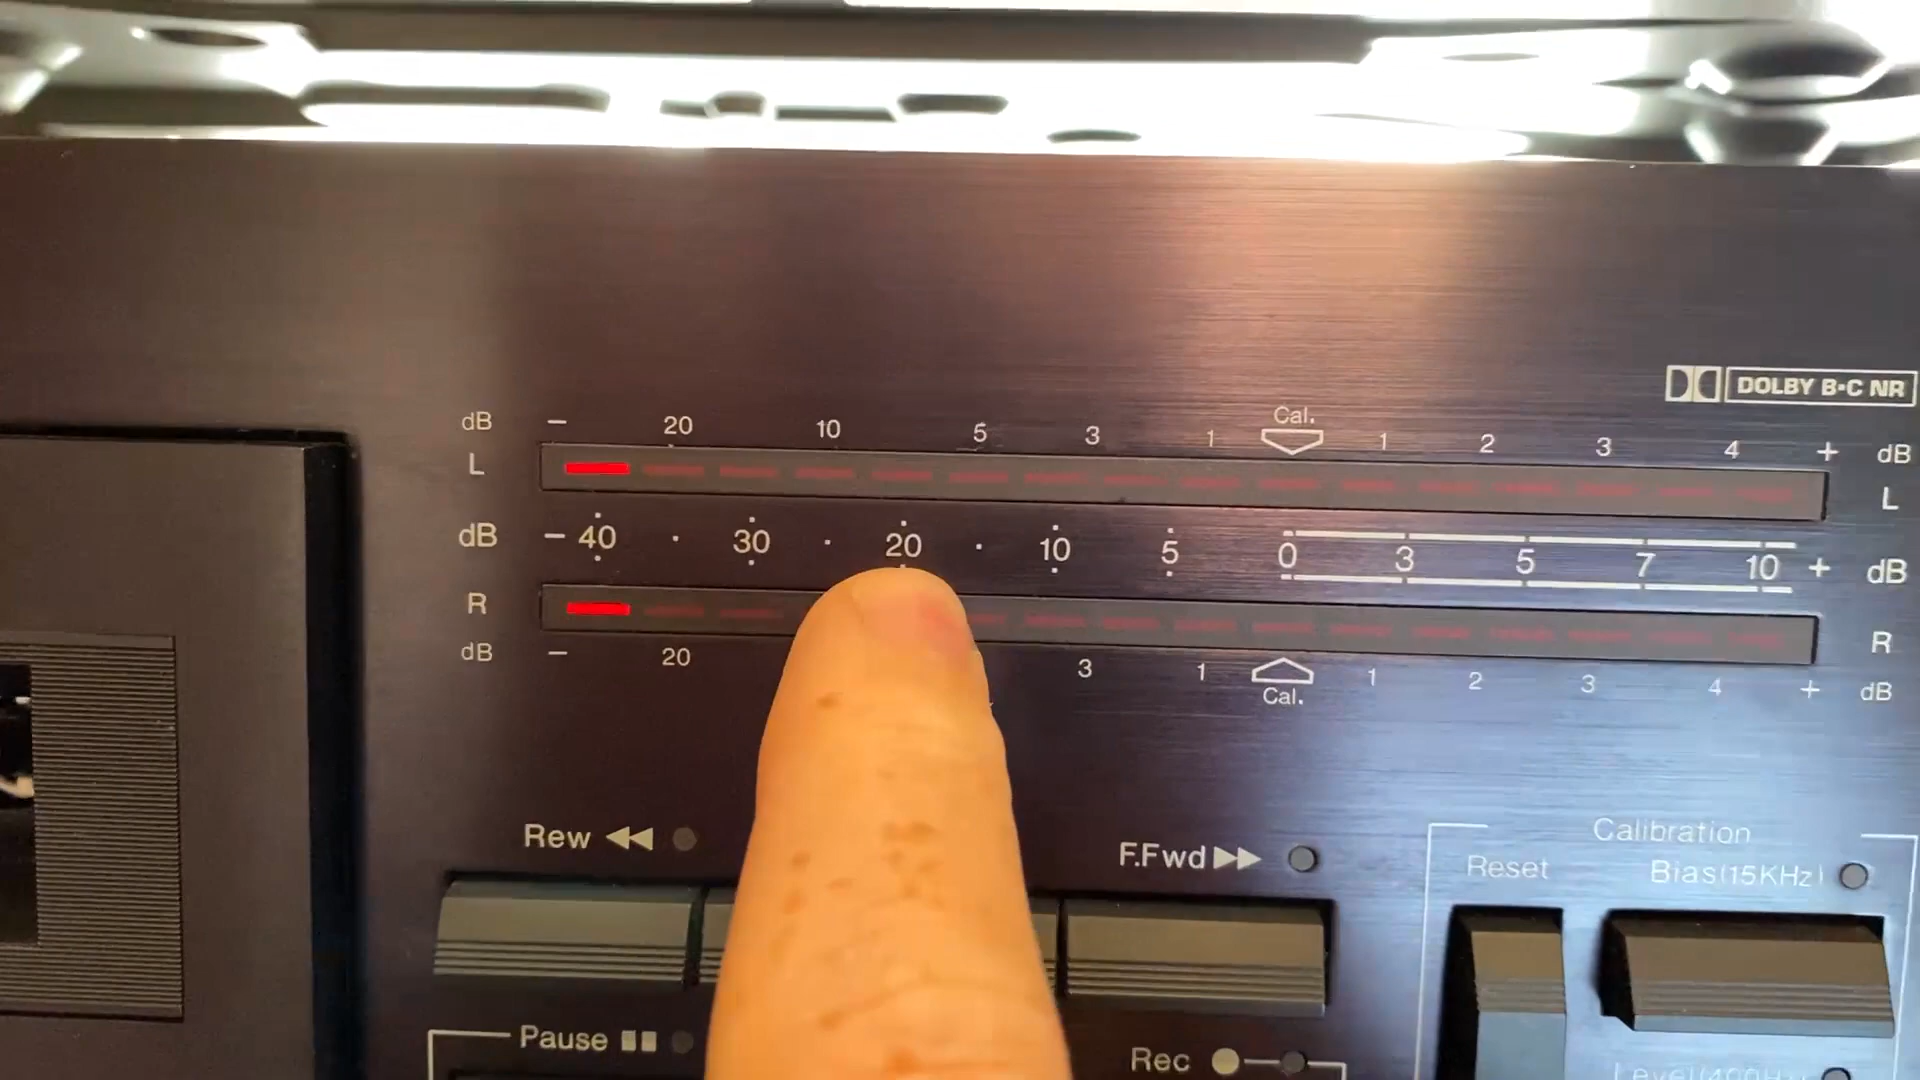 DOLBY B·C NR
Cal.
dB – 20 10 5 3 1 1 2 3 4 + dB
L L
dB – 40 · 30 · 20 · 10 5 0 3 5 7 10 + dB
R R
dB – 20 3 1 1 2 3 4 + dB
Cal.
Rew
F.Fwd
Calibration
Reset
Bias(15KHz)
Pause
Rec
Level(400Hz)